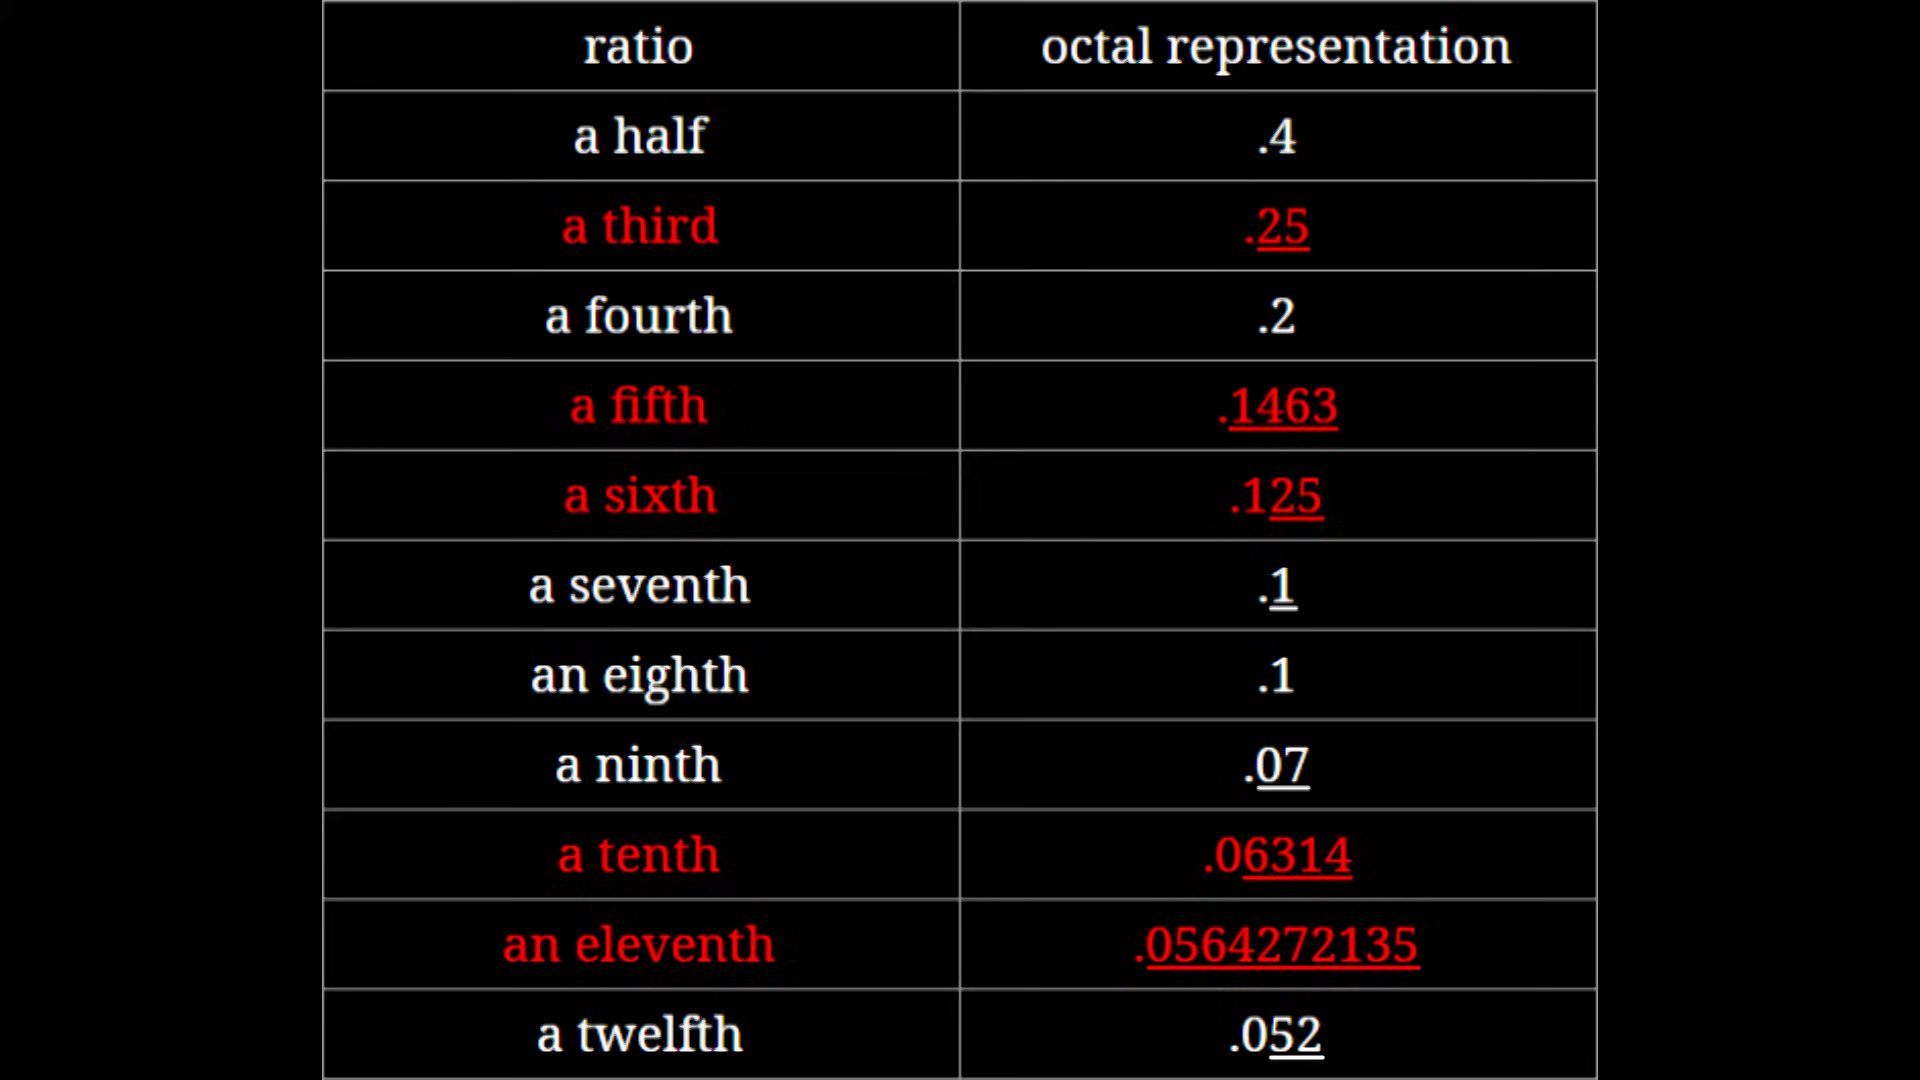 ratio octal representation
a half .4
a third .25
a fourth .2
a fifth .1463
a sixth .125
a seventh .1
an eighth .1
a ninth .07
a tenth .06314
an eleventh .0564272135
a twelfth .052